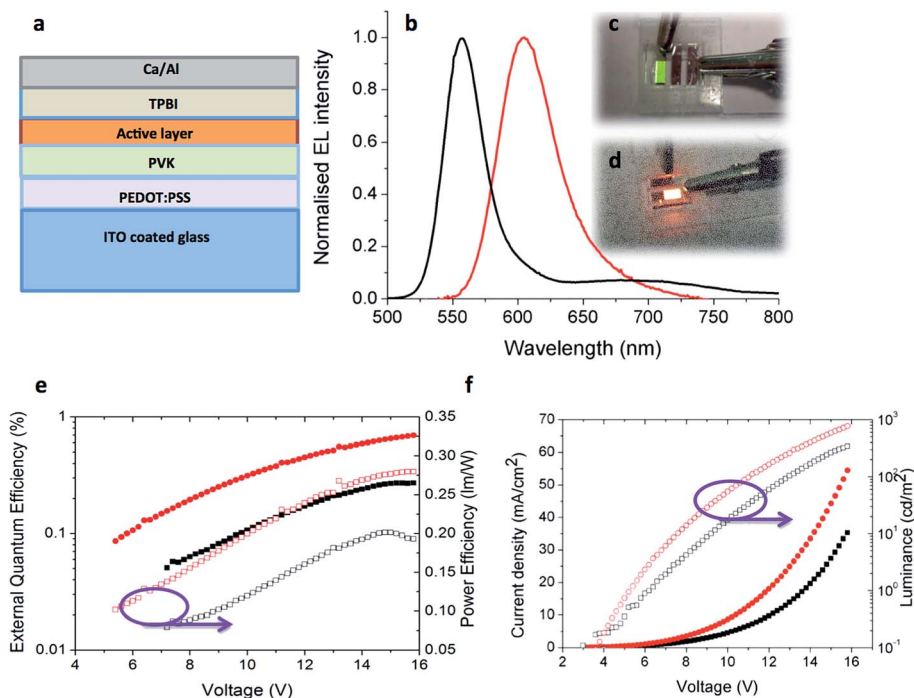 a
Ca/Al
TPBI
Active layer
PVK
PEDOT:PSS
ITO coated glass
b
Normalised EL intensity
1.0
0.8
0.6
0.4
0.2
0.0
500 550 600 650 700 750 800
Wavelength (nm)
c
d
e
External Quantum Efficiency (%)
1
0.1
0.01
4 6 8 10 12 14 16
Voltage (V)
0.35
0.30
0.25
0.20
0.15
0.10
0.05
Power Efficiency (lm/W)
f
Current density (mA/cm²)
70
60
50
40
30
20
10
0
2 4 6 8 10 12 14 16
Voltage (V)
10³
10²
10¹
10⁰
10⁻¹
Luminance (cd/m²)